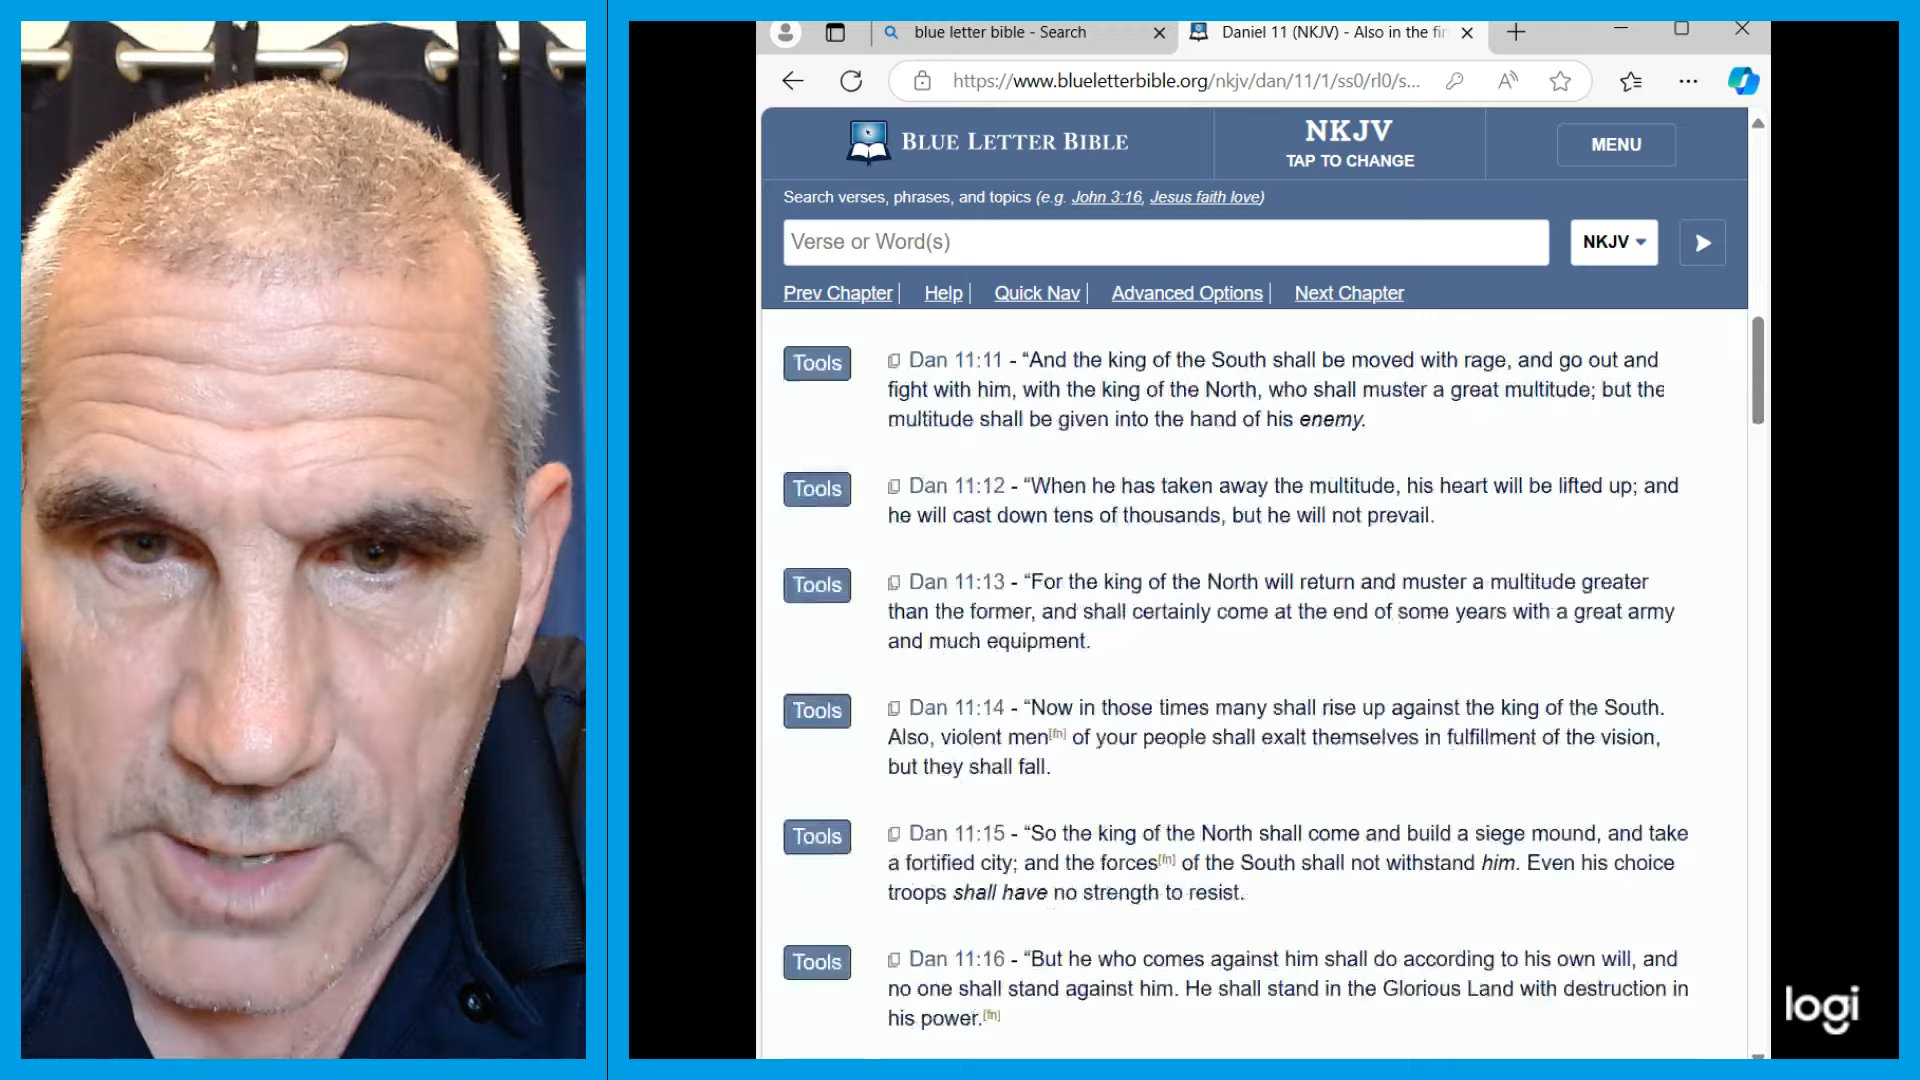 blue letter bible - Search
Daniel 11 (NKJV) - Also in the fir
https://www.blueletterbible.org/nkjv/dan/11/1/ss0/rl0/s...
BLUE LETTER BIBLE
NKJV
TAP TO CHANGE
MENU
Search verses, phrases, and topics (e.g. John 3:16, Jesus faith love)
Verse or Word(s)
NKJV
Prev Chapter | Help | Quick Nav | Advanced Options | Next Chapter
Tools
Dan 11:11 - “And the king of the South shall be moved with rage, and go out and
fight with him, with the king of the North, who shall muster a great multitude; but the
multitude shall be given into the hand of his enemy.
Tools
Dan 11:12 - “When he has taken away the multitude, his heart will be lifted up; and
he will cast down tens of thousands, but he will not prevail.
Tools
Dan 11:13 - “For the king of the North will return and muster a multitude greater
than the former, and shall certainly come at the end of some years with a great army
and much equipment.
Tools
Dan 11:14 - “Now in those times many shall rise up against the king of the South.
Also, violent men[fn] of your people shall exalt themselves in fulfillment of the vision,
but they shall fall.
Tools
Dan 11:15 - “So the king of the North shall come and build a siege mound, and take
a fortified city; and the forces[fn] of the South shall not withstand him. Even his choice
troops shall have no strength to resist.
Tools
Dan 11:16 - “But he who comes against him shall do according to his own will, and
no one shall stand against him. He shall stand in the Glorious Land with destruction in
his power.[fn]
logi